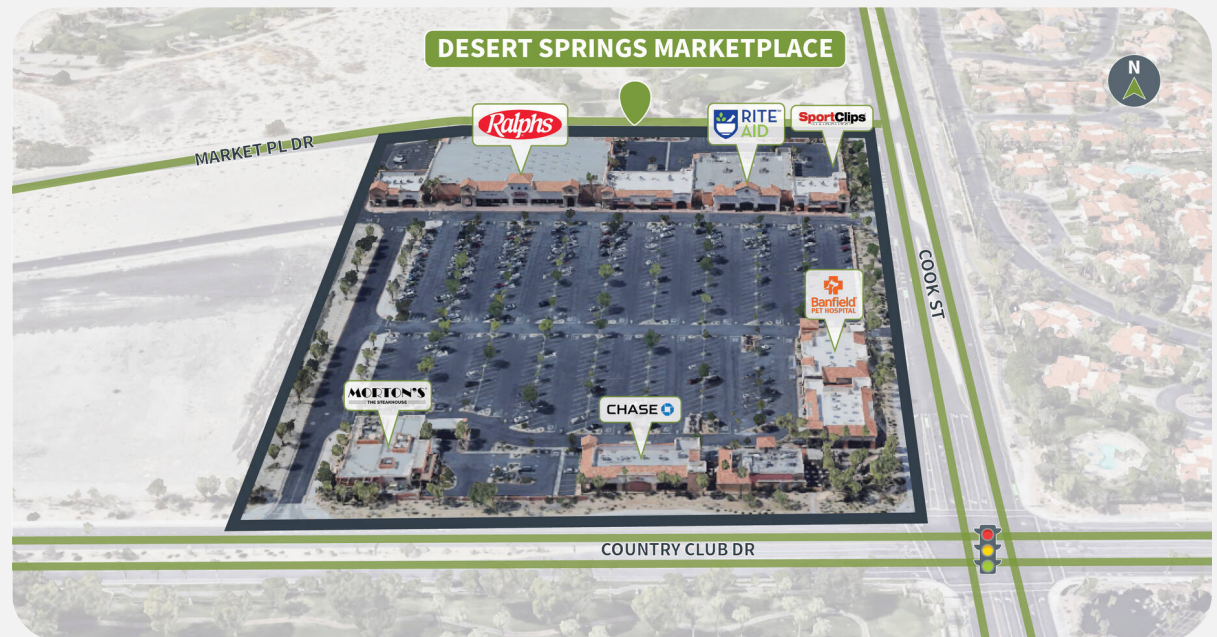 DESERT SPRINGS MARKETPLACE
N
Ralphs
RITE
AID
SportClips
MARKET PL DR
COOK ST
Banfield
PET HOSPITAL
MORTON'S
THE STEAKHOUSE
CHASE
COUNTRY CLUB DR